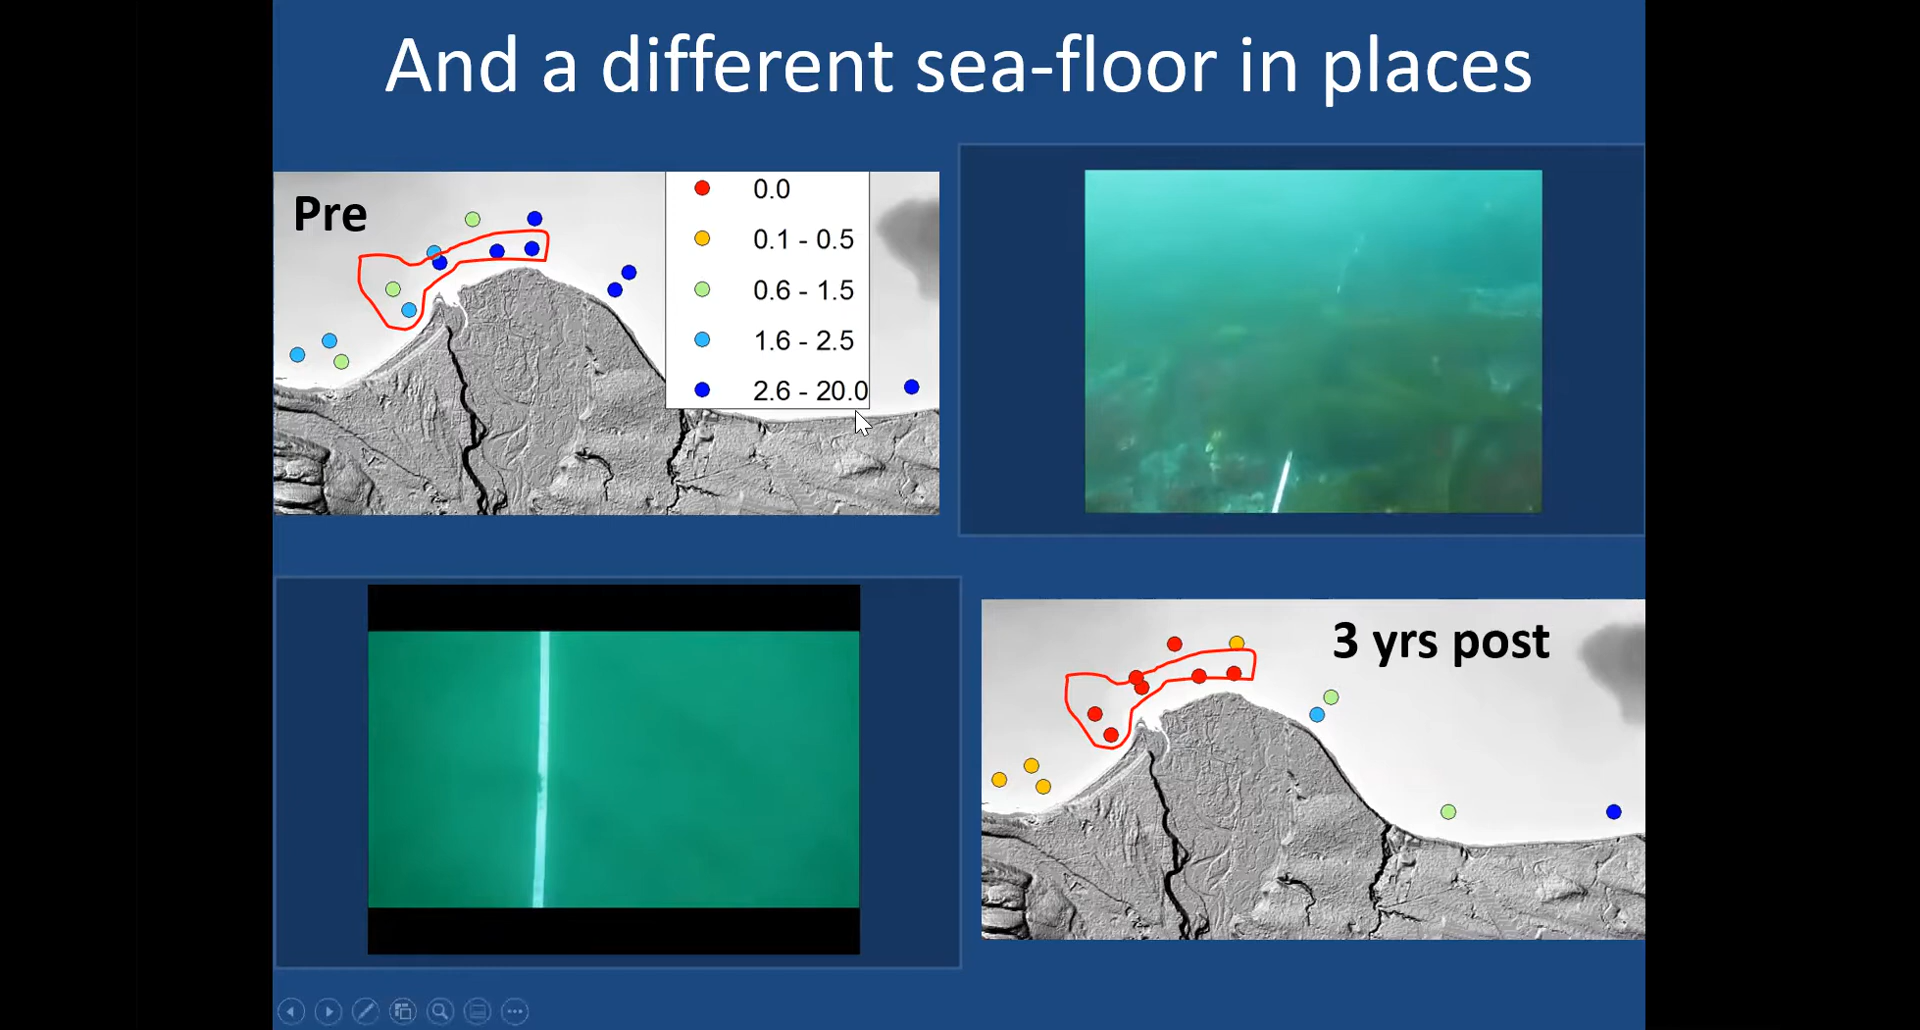 And a different sea-floor in places
Pre
0.0
0.1 - 0.5
0.6 - 1.5
1.6 - 2.5
2.6 - 20.0
3 yrs post